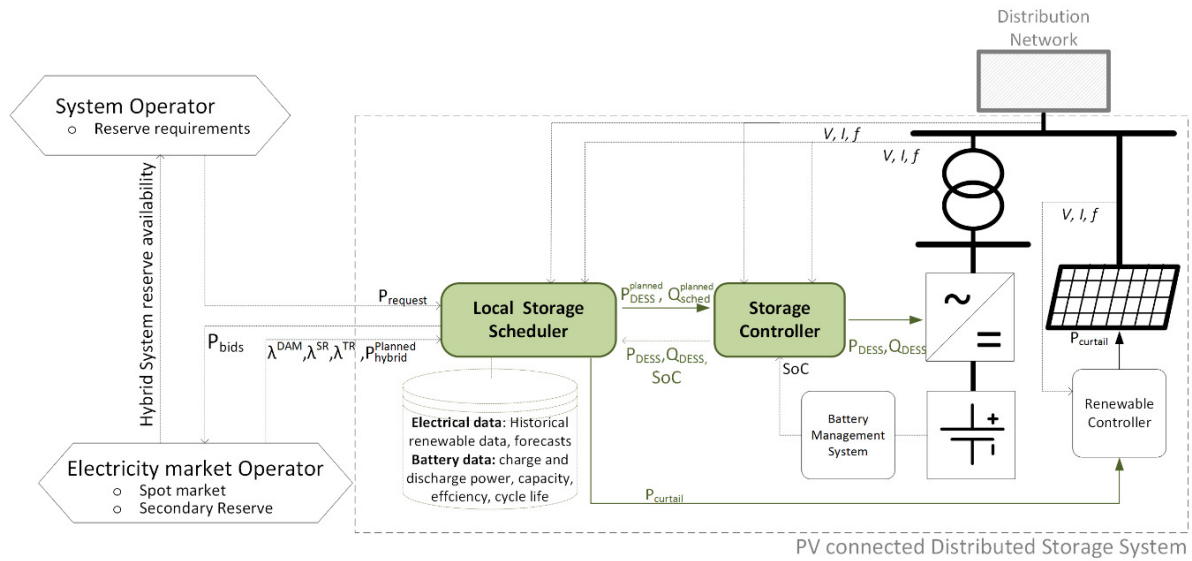 Distribution
Network
System Operator
o Reserve requirements
V, I, f
V, I, f
V, I, f
Hybrid System reserve availability
P_request
P_bids
λ^DAM,λ^SR,λ^TR,P_hybrid^Planned
Local Storage
Scheduler
P_DESS^planned, Q_sched^planned
P_DESS,Q_DESS,
SoC
Storage
Controller
P_DESS,Q_DESS
SoC
~
=
P_curtail
Electrical data: Historical
renewable data, forecasts
Battery data: charge and
discharge power, capacity,
effciency, cycle life
Battery
Management
System
+
Renewable
Controller
Electricity market Operator
o Spot market
o Secondary Reserve
P_curtail
PV connected Distributed Storage System